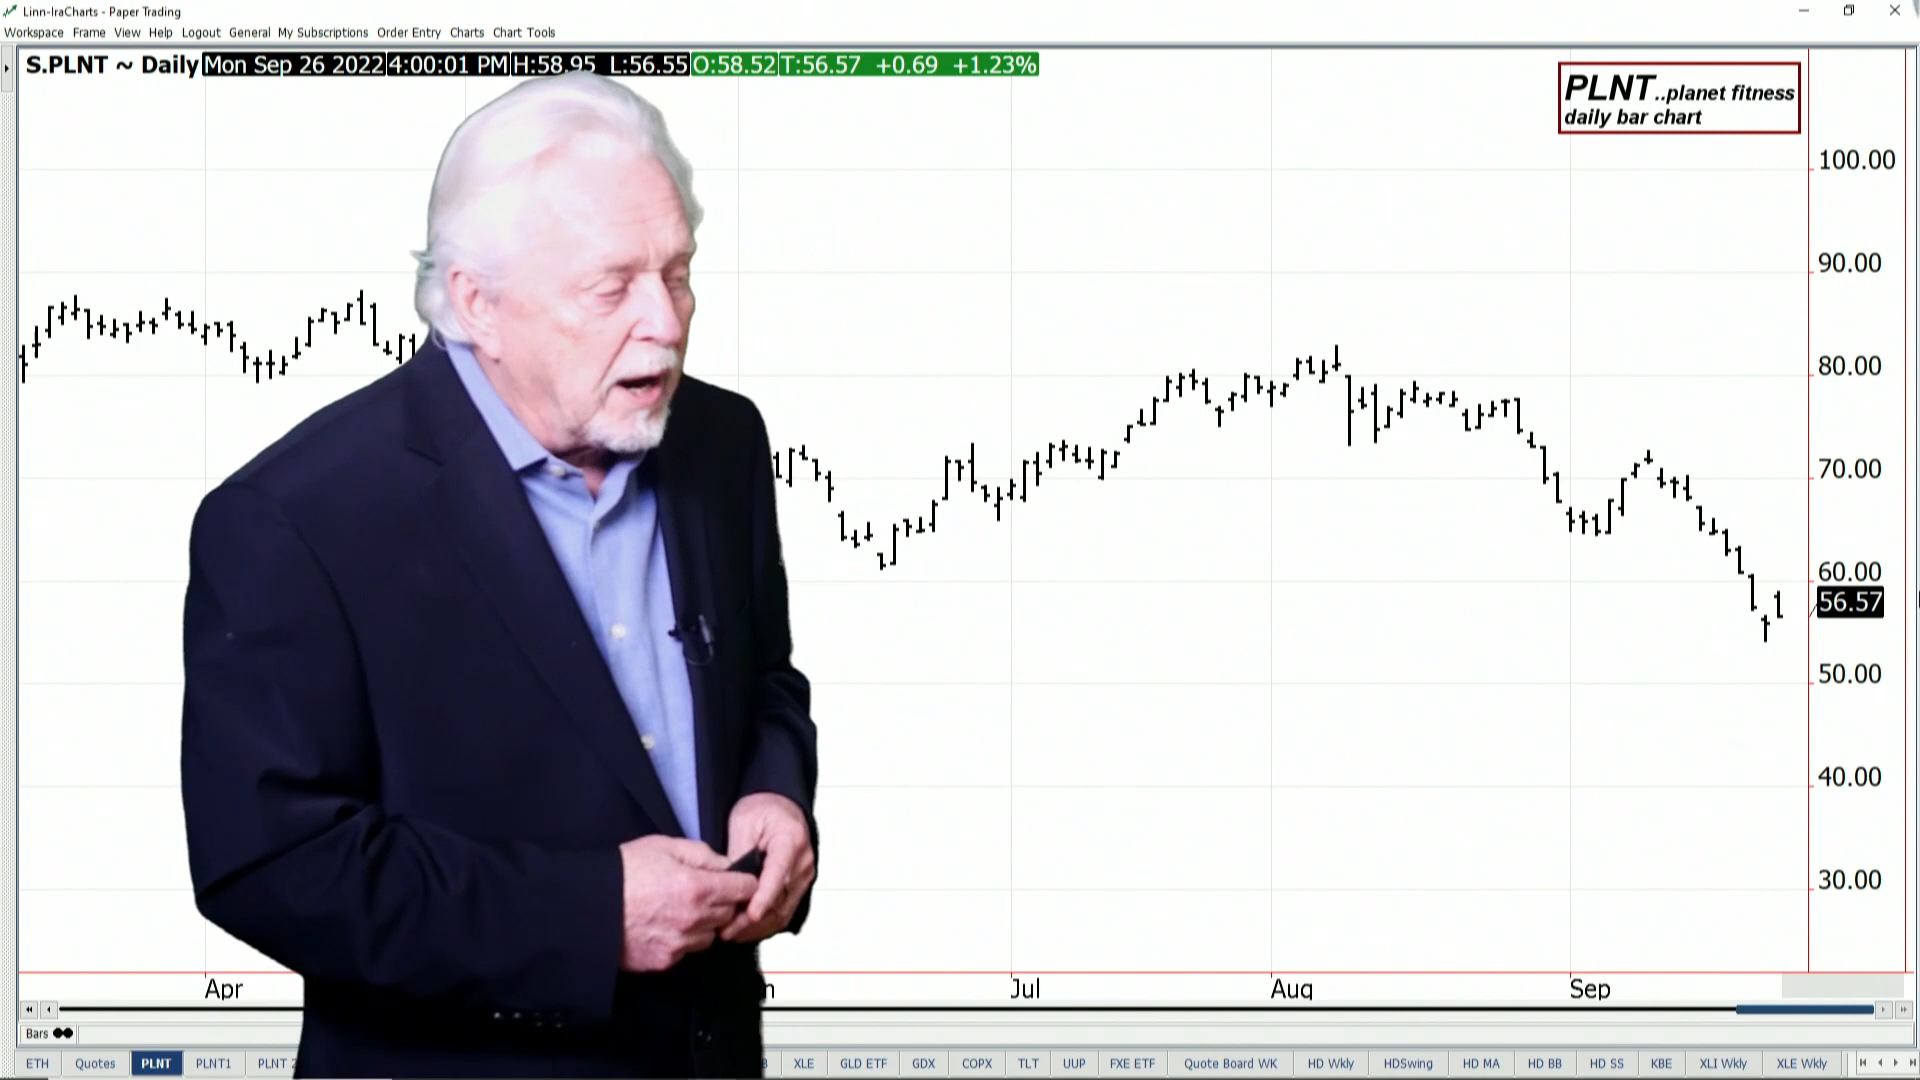 Linn-IraCharts - Paper Trading
Workspace Frame View Help Logout General My Subscriptions Order Entry Charts Chart Tools
S.PLNT ~ Daily Mon Sep 26 2022 4:00:01 PM H:58.95 L:56.55 O:58.52 T:56.57 +0.69 +1.23%
PLNT..planet fitness
daily bar chart
100.00
90.00
80.00
70.00
60.00
56.57
50.00
40.00
30.00
Apr Jul Aug Sep
Bars
ETH Quotes PLNT PLNT1 PLNT XLE GLD ETF GDX COPX TLT UUP FXE ETF Quote Board WK HD Wkly HDSwing HD MA HD BB HD SS KBE XLI Wkly XLE Wkly